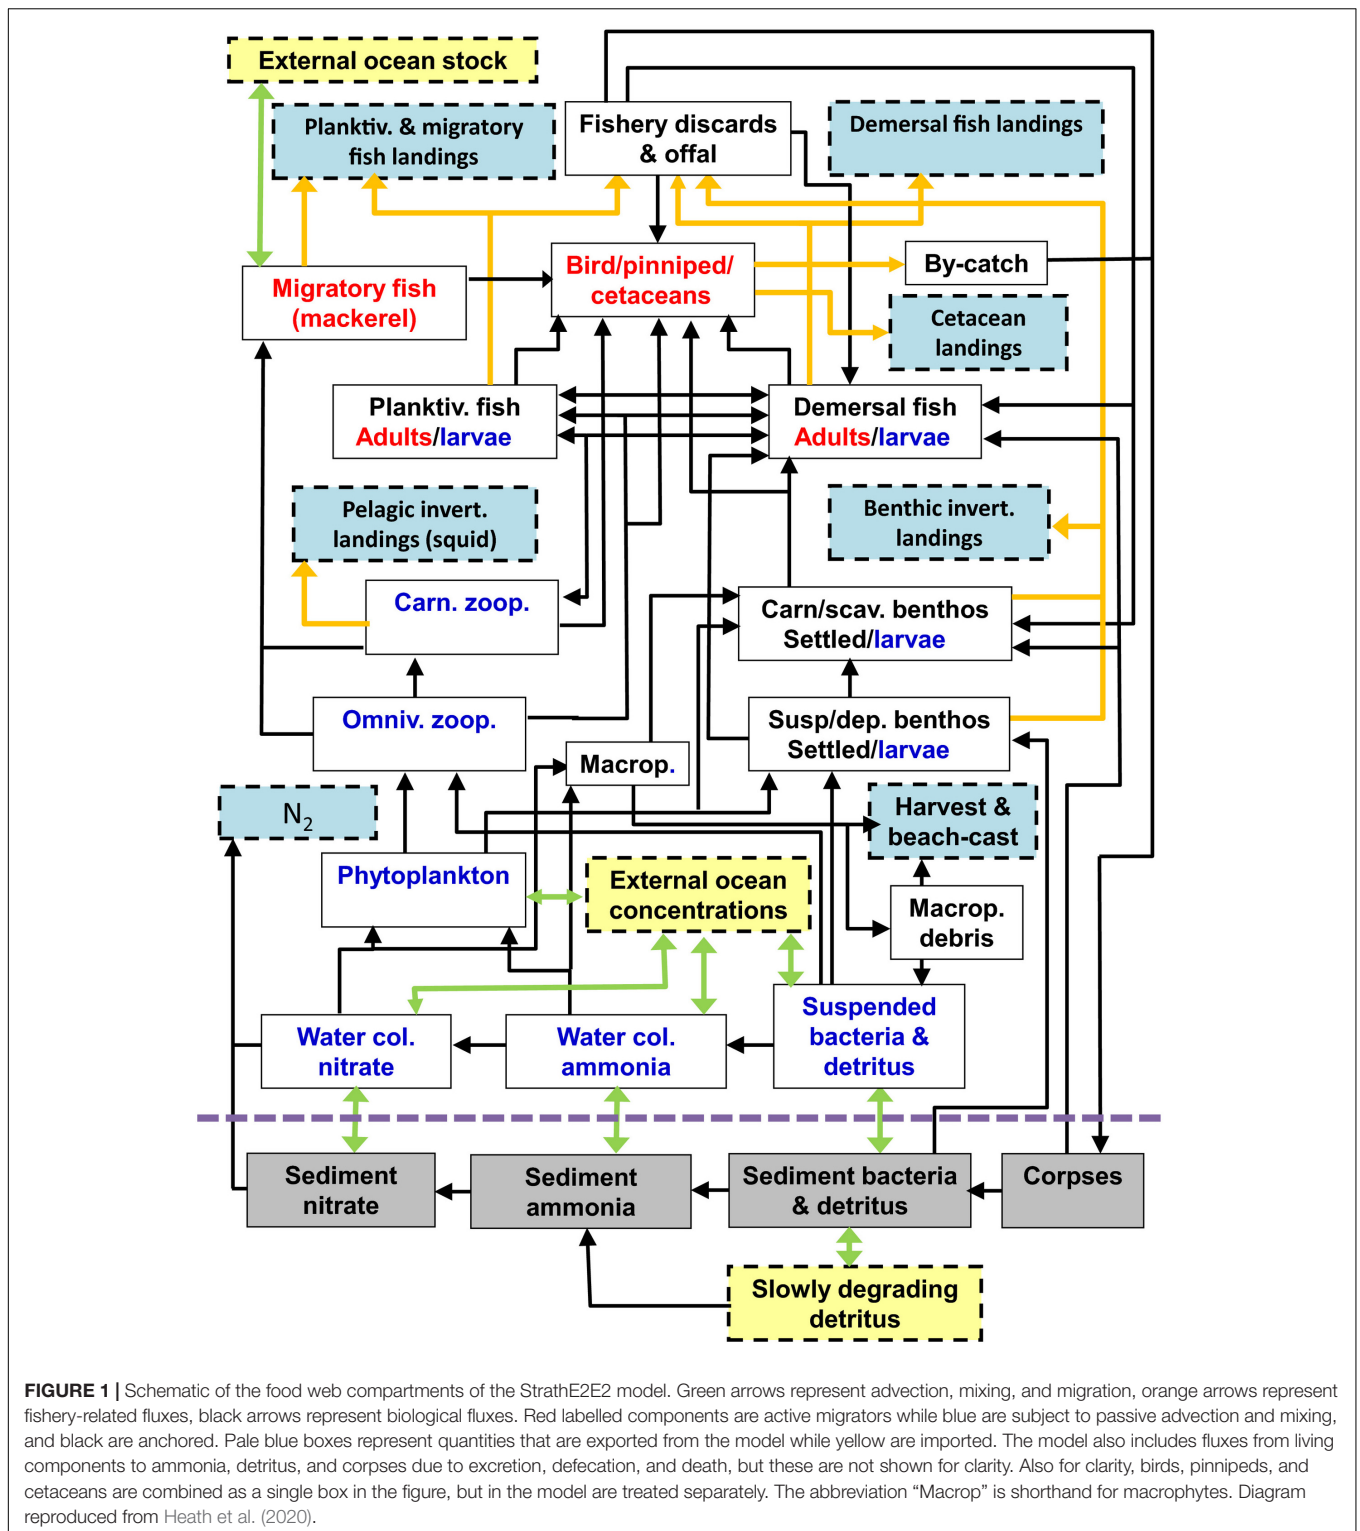 External ocean stock
Planktiv. & migratory
fish landings
Fishery discards
& offal
Demersal fish landings
Migratory fish
(mackerel)
Bird/pinniped/
cetaceans
By-catch
Cetacean
landings
Planktiv. fish
Adults/larvae
Demersal fish
Adults/larvae
Pelagic invert.
landings (squid)
Benthic invert.
landings
Carn. zoop.
Carn/scav. benthos
Settled/larvae
Omniv. zoop.
Susp/dep. benthos
Settled/larvae
Macrop.
N2
Harvest &
beach-cast
Phytoplankton
External ocean
concentrations
Macrop.
debris
Water col.
nitrate
Water col.
ammonia
Suspended
bacteria &
detritus
Sediment
nitrate
Sediment
ammonia
Sediment bacteria
& detritus
Corpses
Slowly degrading
detritus
FIGURE 1 | Schematic of the food web compartments of the StrathE2E2 model. Green arrows represent advection, mixing, and migration, orange arrows represent
fishery-related fluxes, black arrows represent biological fluxes. Red labelled components are active migrators while blue are subject to passive advection and mixing,
and black are anchored. Pale blue boxes represent quantities that are exported from the model while yellow are imported. The model also includes fluxes from living
components to ammonia, detritus, and corpses due to excretion, defecation, and death, but these are not shown for clarity. Also for clarity, birds, pinnipeds, and
cetaceans are combined as a single box in the figure, but in the model are treated separately. The abbreviation “Macrop” is shorthand for macrophytes. Diagram
reproduced from Heath et al. (2020).